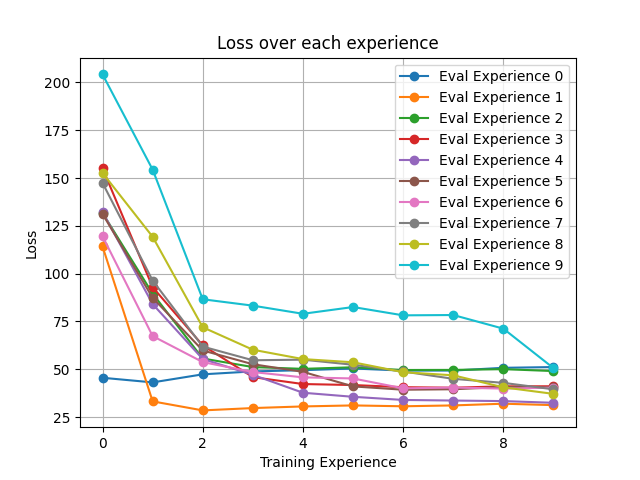 Loss over each experience
Loss
200
175
150
125
100
75
50
25
Eval Experience 0
Eval Experience 1
Eval Experience 2
Eval Experience 3
Eval Experience 4
Eval Experience 5
Eval Experience 6
Eval Experience 7
Eval Experience 8
Eval Experience 9
0 2 4 6 8
Training Experience